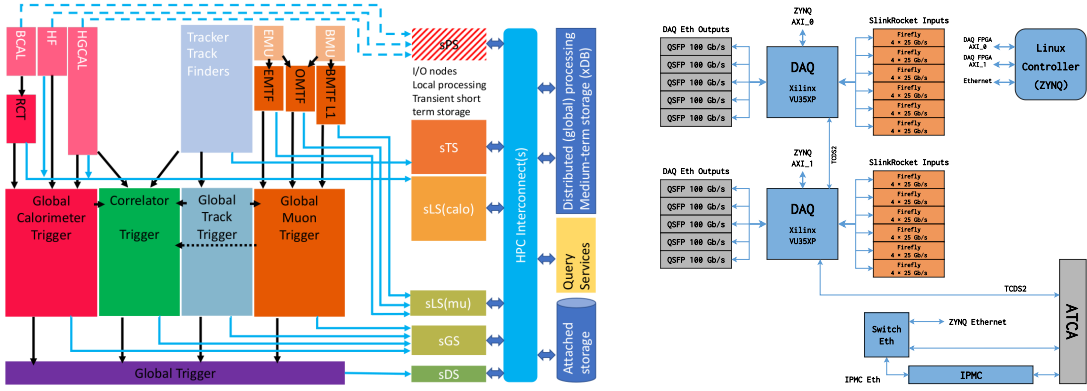 BCAL
HF
HGCAL
Tracker
Track
Finders
EMU
BMU
EMTF
OMTF
BMTF L1
RCT
Global
Calorimeter
Trigger
Correlator
Trigger
Global
Track
Trigger
Global
Muon
Trigger
Global Trigger
sPS
I/O nodes
Local processing
Transient short
term storage
sTS
sLS(calo)
sLS(mu)
sGS
sDS
HPC Interconnect(s)
Distributed (global) processing
Medium-term storage (xDB)
Query
Services
Attached
storage
ZYNQ
AXI_0
DAQ Eth Outputs
QSFP 100 Gb/s
QSFP 100 Gb/s
QSFP 100 Gb/s
QSFP 100 Gb/s
QSFP 100 Gb/s
DAQ
Xilinx
VU35XP
SlinkRocket Inputs
Firefly
4 × 25 Gb/s
Firefly
4 × 25 Gb/s
Firefly
4 × 25 Gb/s
Firefly
4 × 25 Gb/s
Firefly
4 × 25 Gb/s
Firefly
4 × 25 Gb/s
DAQ FPGA
AXI_0
DAQ FPGA
AXI_1
Ethernet
Linux
Controller
(ZYNQ)
TCDS2
ZYNQ
AXI_1
DAQ Eth Outputs
QSFP 100 Gb/s
QSFP 100 Gb/s
QSFP 100 Gb/s
QSFP 100 Gb/s
QSFP 100 Gb/s
DAQ
Xilinx
VU35XP
SlinkRocket Inputs
Firefly
4 × 25 Gb/s
Firefly
4 × 25 Gb/s
Firefly
4 × 25 Gb/s
Firefly
4 × 25 Gb/s
Firefly
4 × 25 Gb/s
Firefly
4 × 25 Gb/s
TCDS2
ATCA
Switch
Eth
ZYNQ Ethernet
IPMC Eth
IPMC